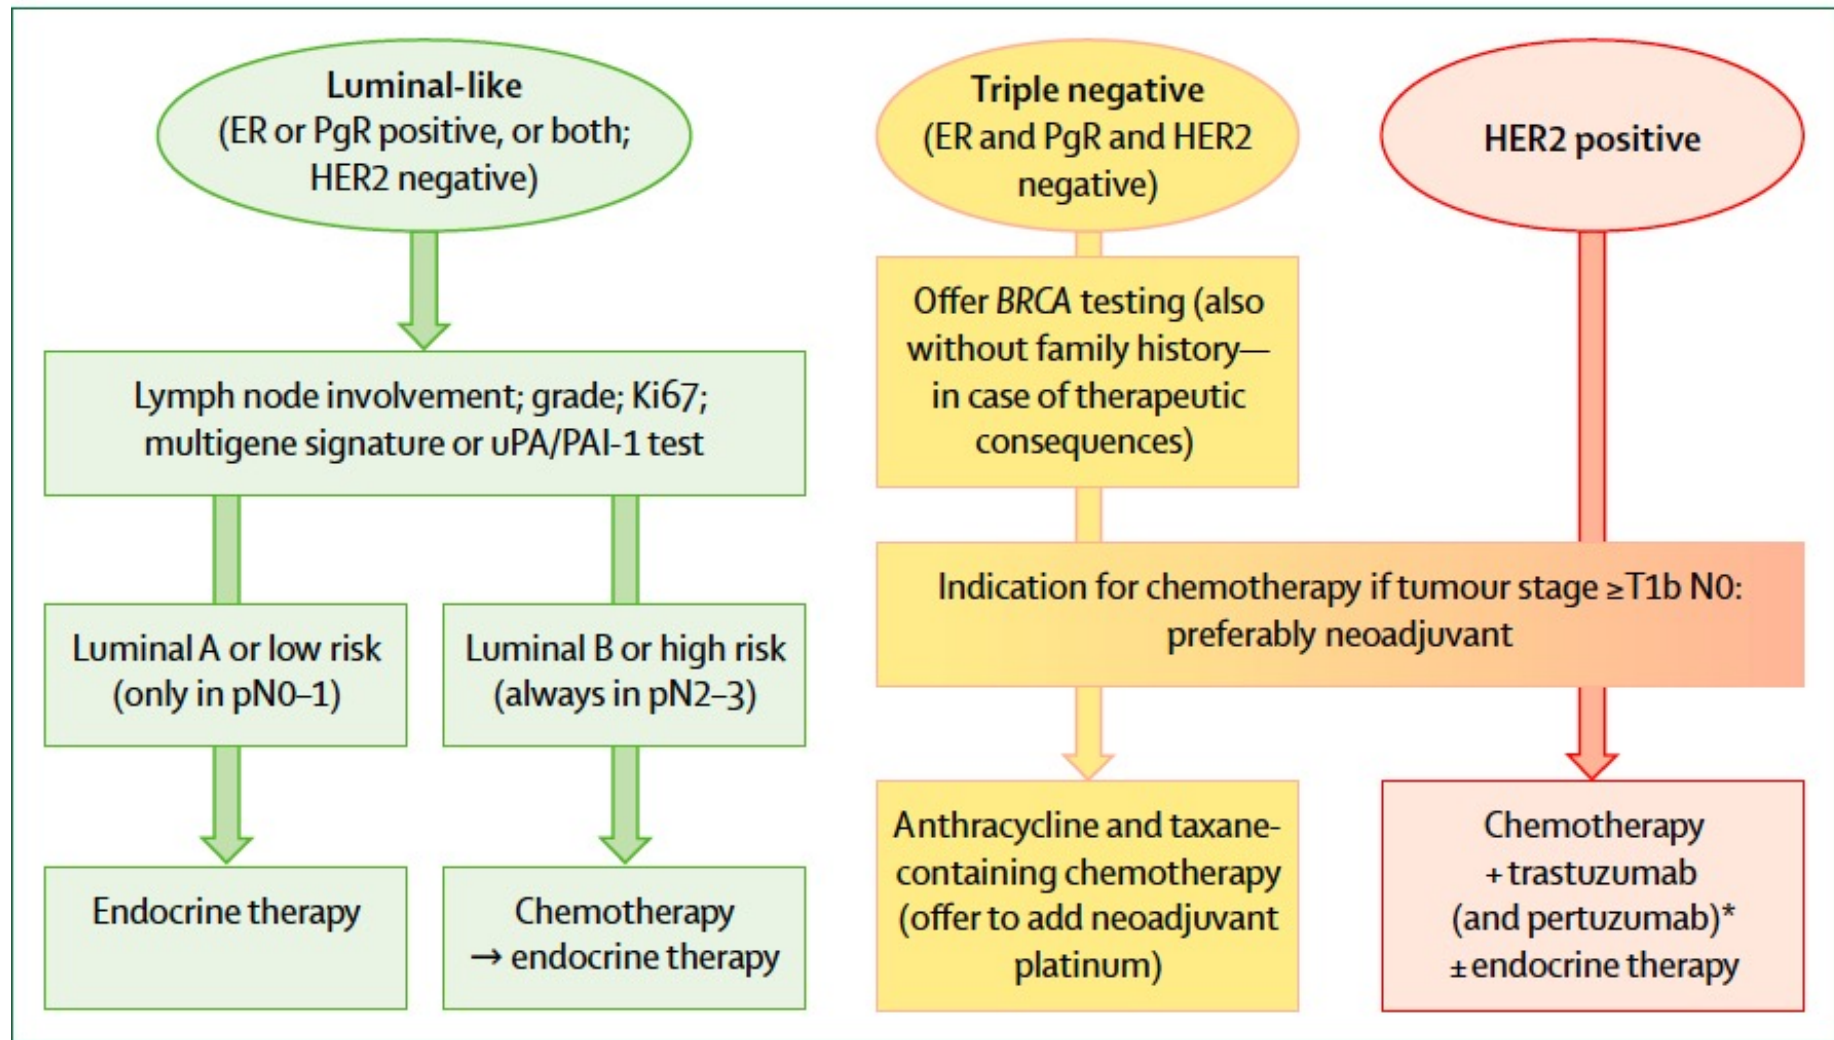 Luminal-like
(ER or PgR positive, or both;
HER2 negative)
Triple negative
(ER and PgR and HER2
negative)
HER2 positive
Lymph node involvement; grade; Ki67;
multigene signature or uPA/PAI-1 test
Offer BRCA testing (also
without family history—
in case of therapeutic
consequences)
Indication for chemotherapy if tumour stage ≥T1b N0:
preferably neoadjuvant
Luminal A or low risk
(only in pN0–1)
Luminal B or high risk
(always in pN2–3)
Endocrine therapy
Chemotherapy
→ endocrine therapy
Anthracycline and taxane-
containing chemotherapy
(offer to add neoadjuvant
platinum)
Chemotherapy
+ trastuzumab
(and pertuzumab)*
± endocrine therapy